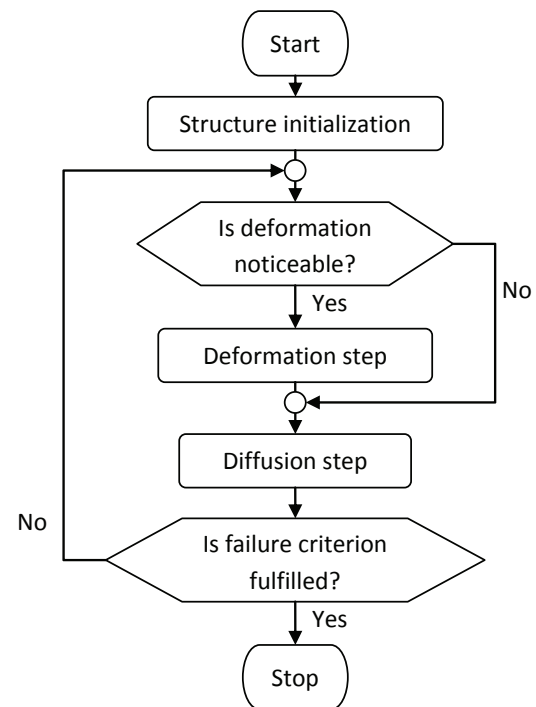 Start
Structure initialization
Is deformation
noticeable?
No
Yes
Deformation step
Diffusion step
No
Is failure criterion
fulfilled?
Yes
Stop